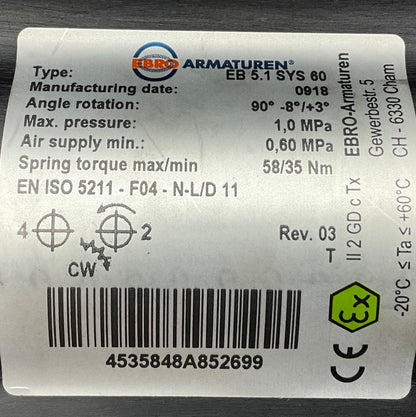 EBRO ARMATUREN®
Type: EB 5.1 SYS 60
Manufacturing date: 0918
Angle rotation: 90° -8°/+3°
Max. pressure: 1,0 MPa
Air supply min.: 0,60 MPa
Spring torque max/min 58/35 Nm
EN ISO 5211 - F04 - N-L/D 11
4 2
CW
Rev. 03
T
4535848A852699
EBRO-Armaturen
Gewerbestr. 5
CH - 6330 Cham
II 2 GD c Tx
-20°C ≤ Ta ≤ +60°C
Ex
CE